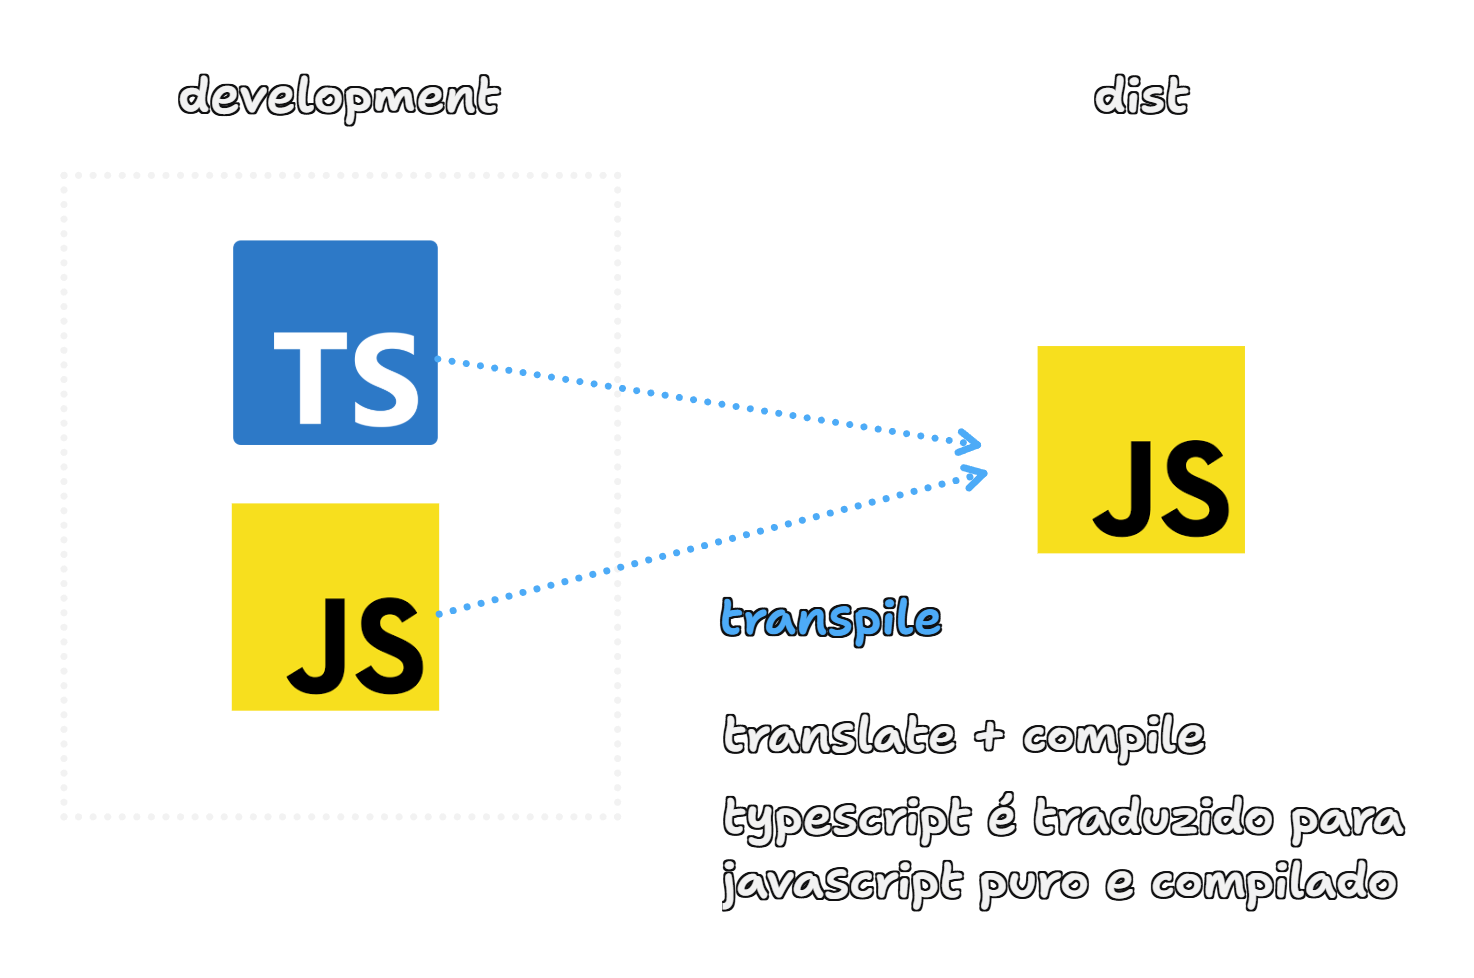 development
dist
TS
JS
JS
transpile
translate + compile
typescript é traduzido para
javascript puro e compilado